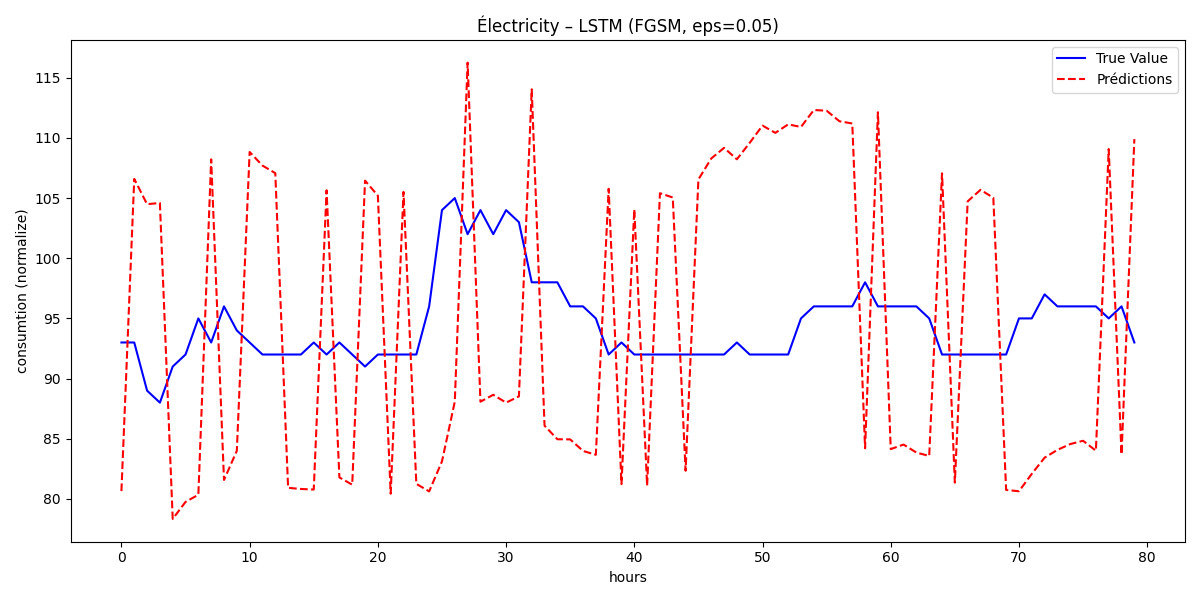 Électricity – LSTM (FGSM, eps=0.05)
True Value
Prédictions
consumtion (normalize)
115
110
105
100
95
90
85
80
0 10 20 30 40 50 60 70 80
hours